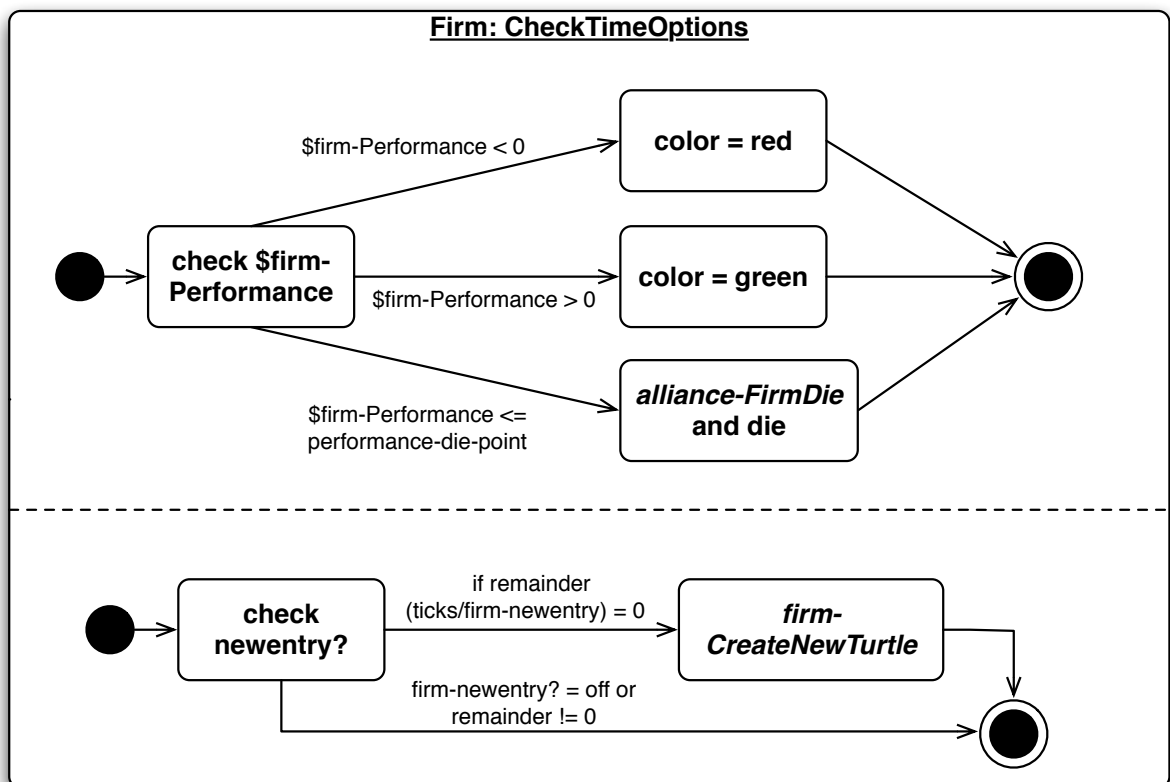 Firm: CheckTimeOptions
$firm-Performance < 0
color = red
check $firm-
Performance
$firm-Performance > 0
color = green
$firm-Performance <=
performance-die-point
alliance-FirmDie
and die
check
newentry?
if remainder
(ticks/firm-newentry) = 0
firm-
CreateNewTurtle
firm-newentry? = off or
remainder != 0